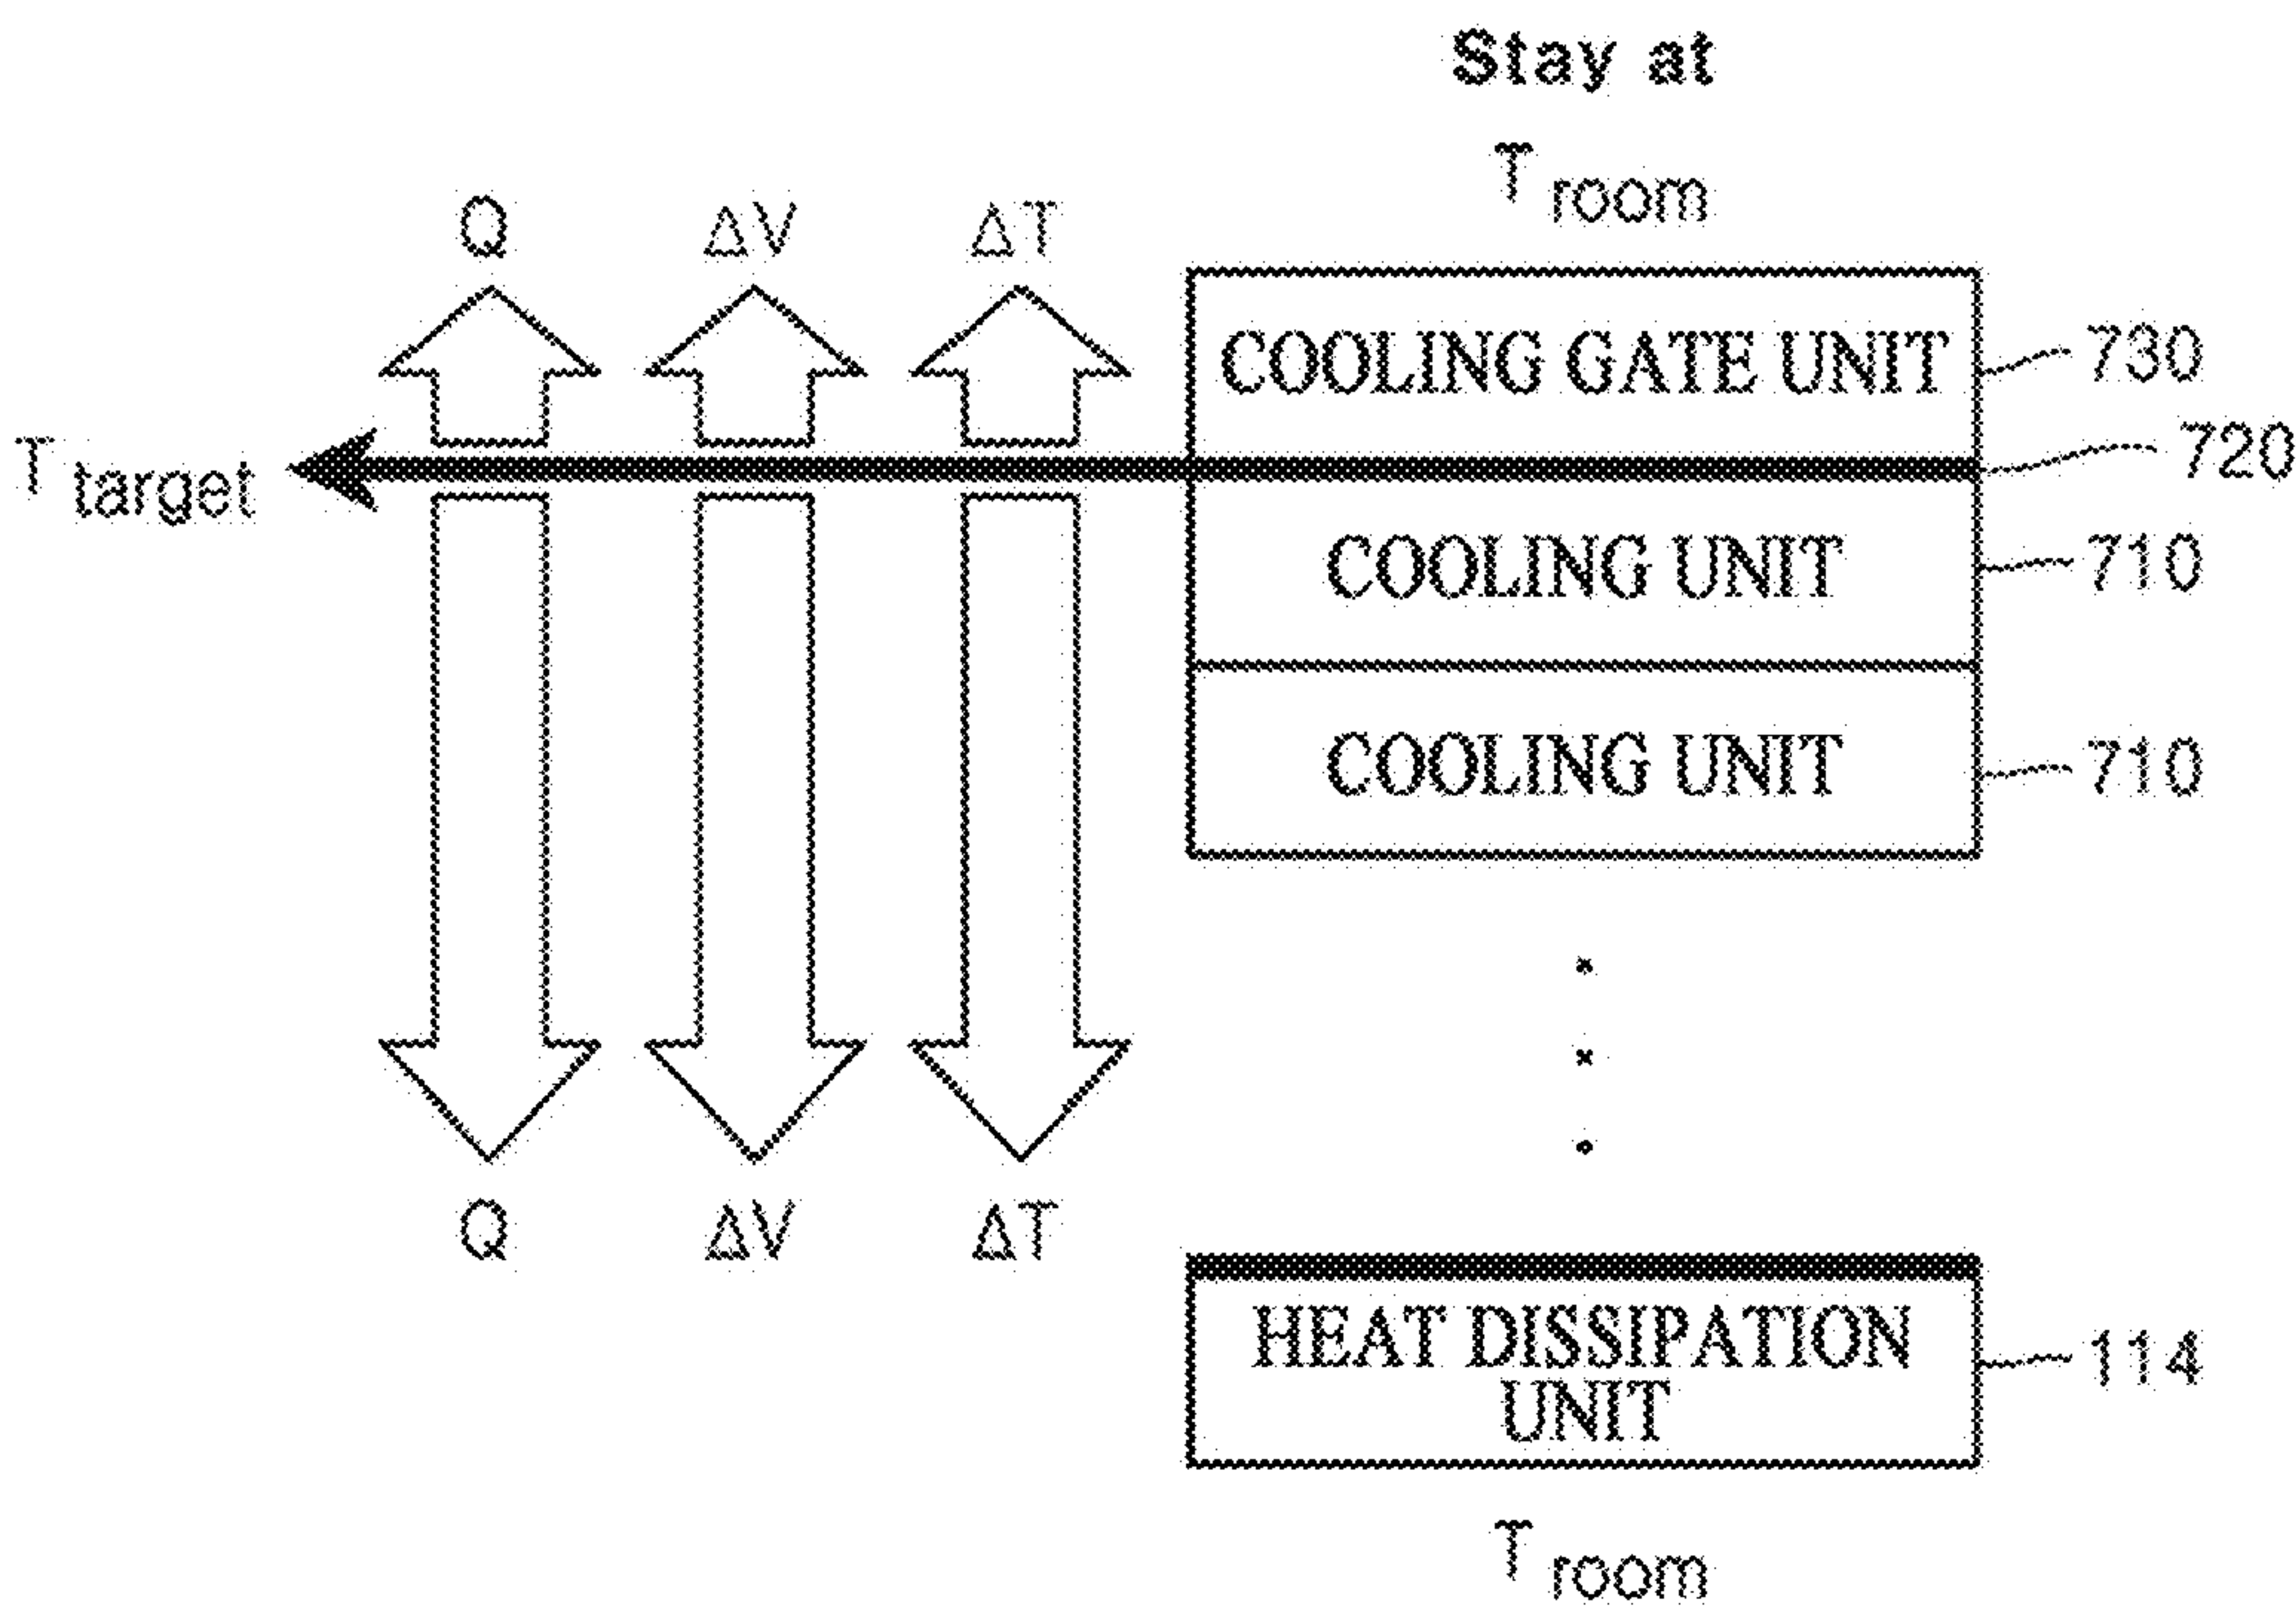 Stay at
T room
Q ΔV ΔT
COOLING GATE UNIT 730
720
T target
COOLING UNIT 710
COOLING UNIT 710
Q ΔV ΔT
HEAT DISSIPATION
UNIT
114
T room